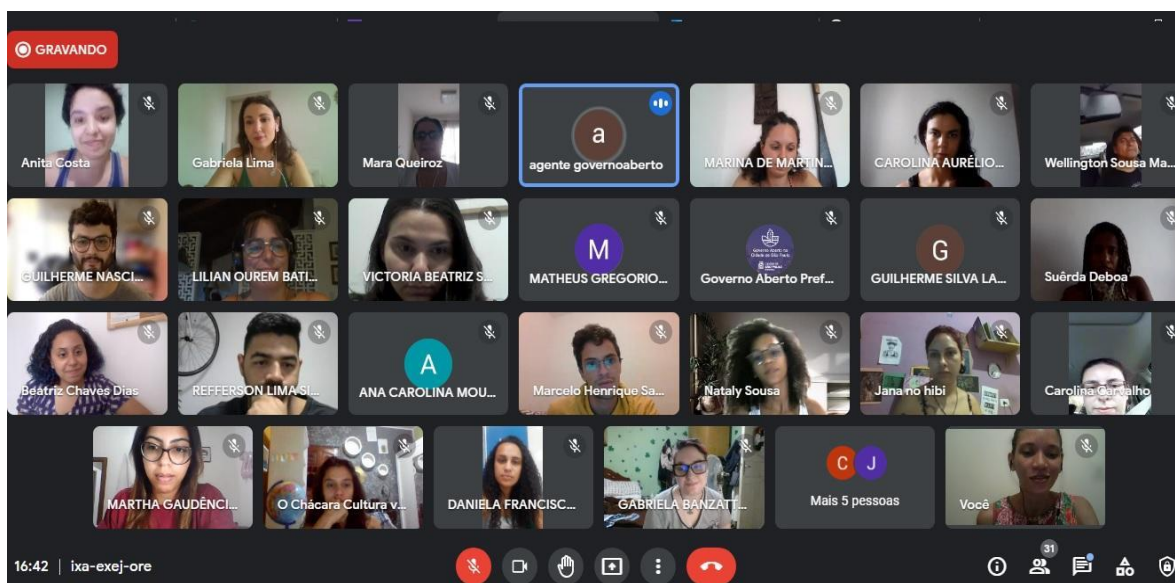 GRAVANDO
Anita Costa
Gabriela Lima
Mara Queiroz
a
agente governoaberto
MARINA DE MARTIN...
CAROLINA AURÉLIO...
Wellington Sousa Ma...
GUILHERME NASCI...
LILIAN OUREM BATI...
VICTORIA BEATRIZ S...
M
MATHEUS GREGORIO...
Governo Aberto Pref...
G
GUILHERME SILVA LA...
Suêrda Deboa
Beatriz Chaves Dias
REFFERSON LIMA SI...
A
ANA CAROLINA MOU...
Marcelo Henrique Sa...
Nataly Sousa
Jana no hibi
Carolina Carvalho
MARTHA GAUDÊNCI...
O Chácara Cultura v...
DANIELA FRANCISC...
GABRIELA BANZATT...
C J
Mais 5 pessoas
Você
16:42 | ixa-exej-ore
31